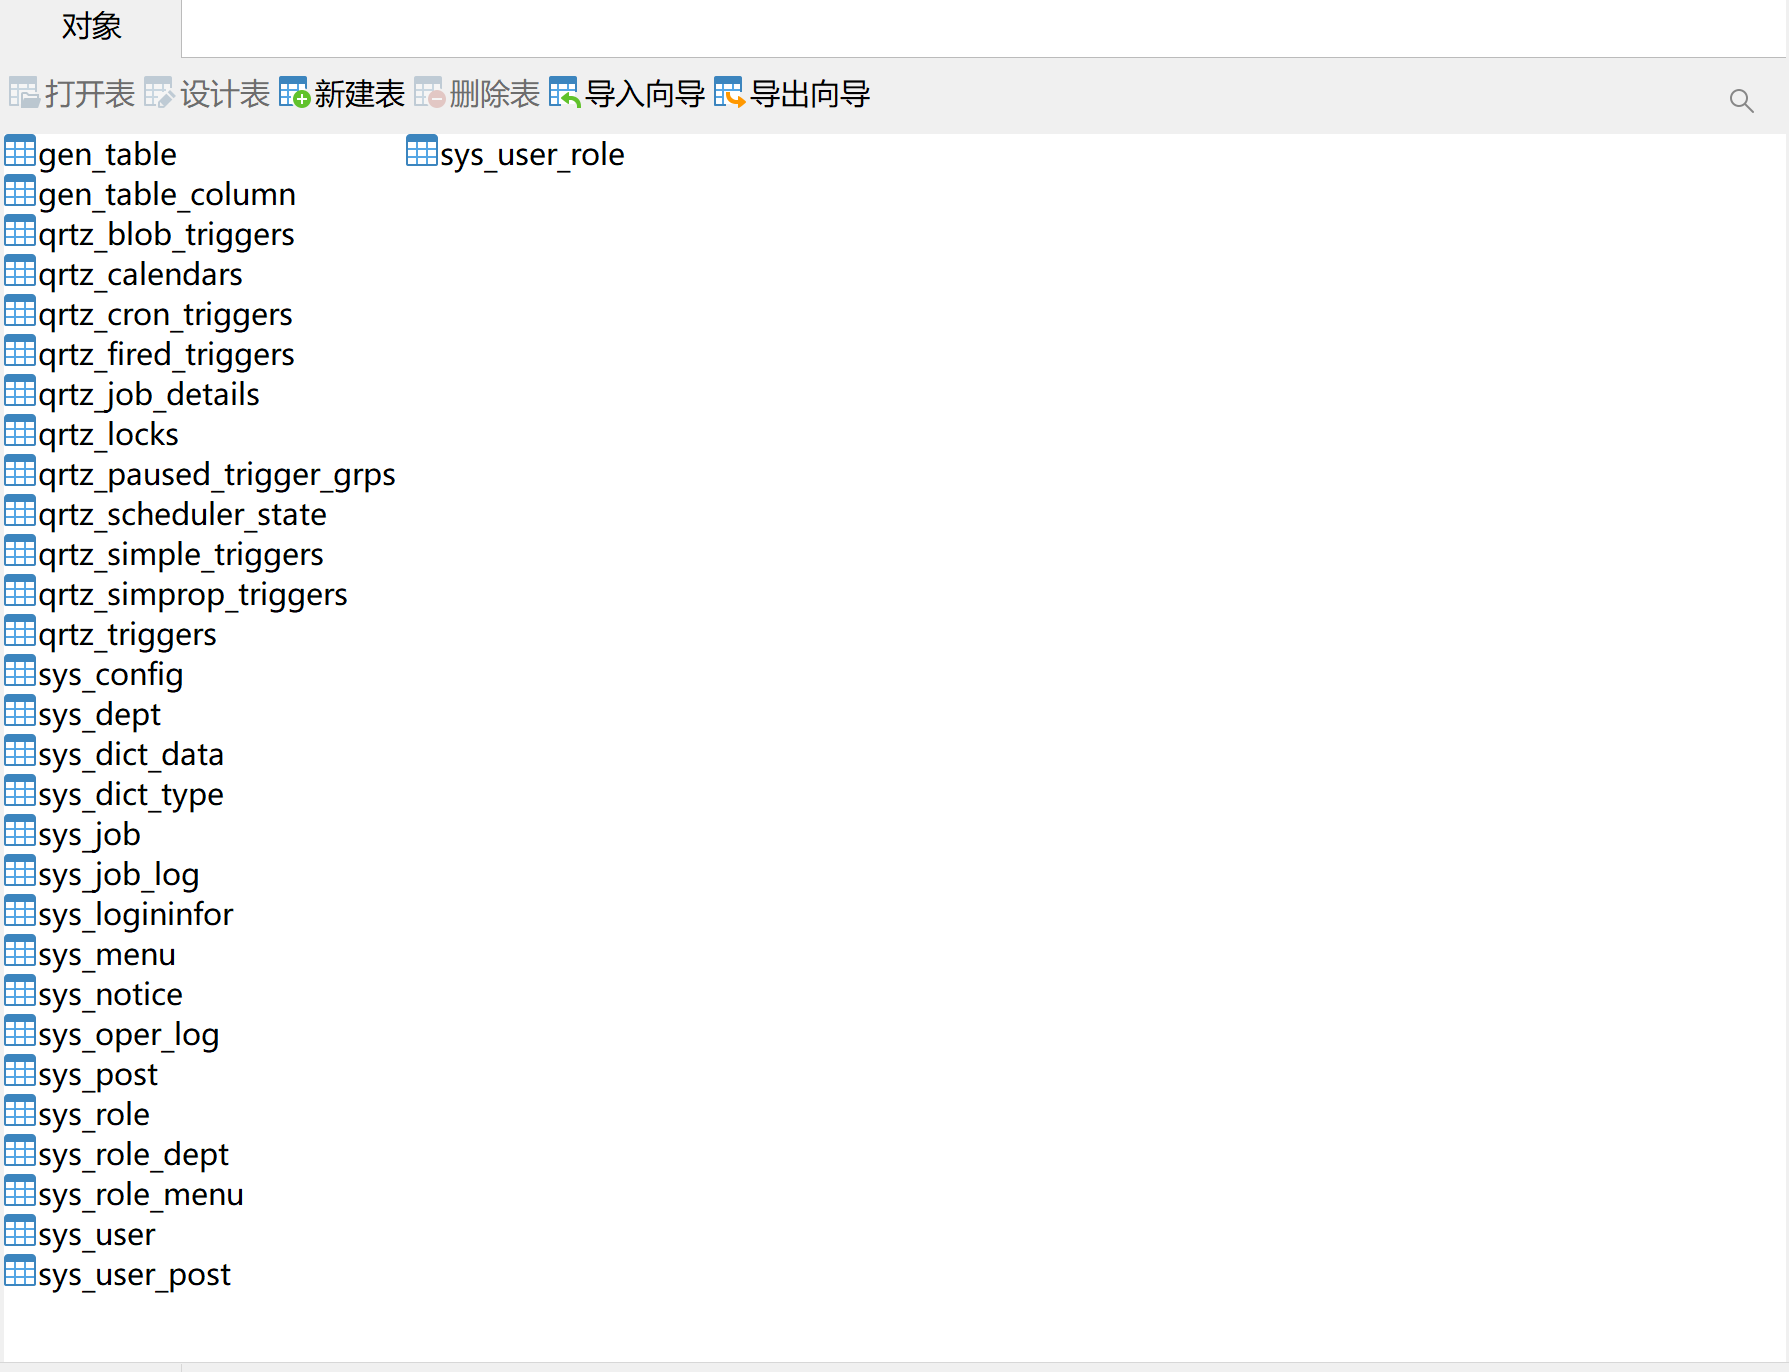 对象
打开表 设计表 新建表 删除表 导入向导 导出向导
gen_table
gen_table_column
qrtz_blob_triggers
qrtz_calendars
qrtz_cron_triggers
qrtz_fired_triggers
qrtz_job_details
qrtz_locks
qrtz_paused_trigger_grps
qrtz_scheduler_state
qrtz_simple_triggers
qrtz_simprop_triggers
qrtz_triggers
sys_config
sys_dept
sys_dict_data
sys_dict_type
sys_job
sys_job_log
sys_logininfor
sys_menu
sys_notice
sys_oper_log
sys_post
sys_role
sys_role_dept
sys_role_menu
sys_user
sys_user_post
sys_user_role